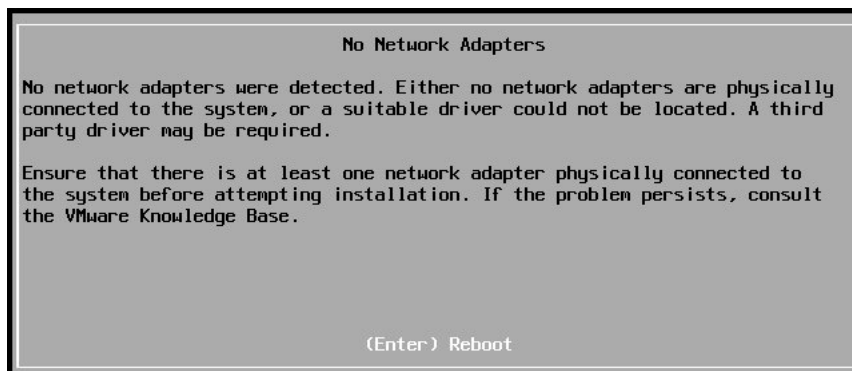 No Network Adapters
No network adapters were detected. Either no network adapters are physically
connected to the system, or a suitable driver could not be located. A third
party driver may be required.
Ensure that there is at least one network adapter physically connected to
the system before attempting installation. If the problem persists, consult
the VMware Knowledge Base.
(Enter) Reboot